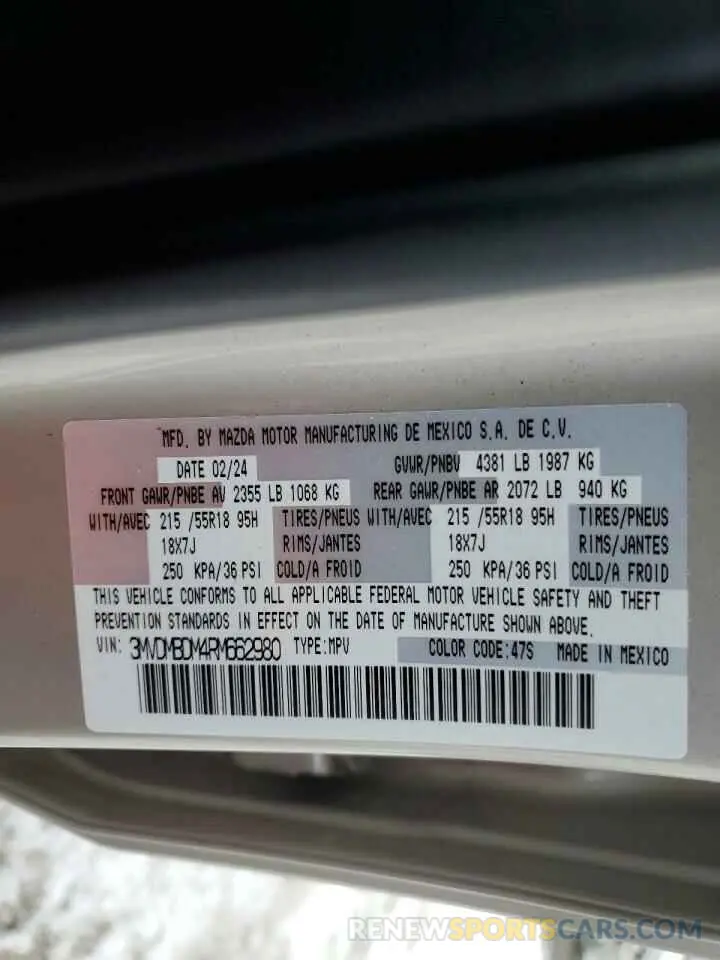 MFD. BY MAZDA MOTOR MANUFACTURING DE MEXICO S.A. DE C.V.
DATE 02/24 GVWR/PNBV 4381 LB 1987 KG
FRONT GAWR/PNBE AV 2355 LB 1068 KG REAR GAWR/PNBE AR 2072 LB 940 KG
WITH/AVEC 215 /55R18 95H TIRES/PNEUS WITH/AVEC 215 /55R18 95H TIRES/PNEUS
18X7J RIMS/JANTES 18X7J RIMS/JANTES
250 KPA/36 PSI COLD/A FROID 250 KPA/36 PSI COLD/A FROID
THIS VEHICLE CONFORMS TO ALL APPLICABLE FEDERAL MOTOR VEHICLE SAFETY AND THEFT
PREVENTION STANDARDS IN EFFECT ON THE DATE OF MANUFACTURE SHOWN ABOVE.
VIN: 3MVDMBDM4RM662980 TYPE:MPV COLOR CODE:47S MADE IN MEXICO
RENEWSPORTSCARS.COM